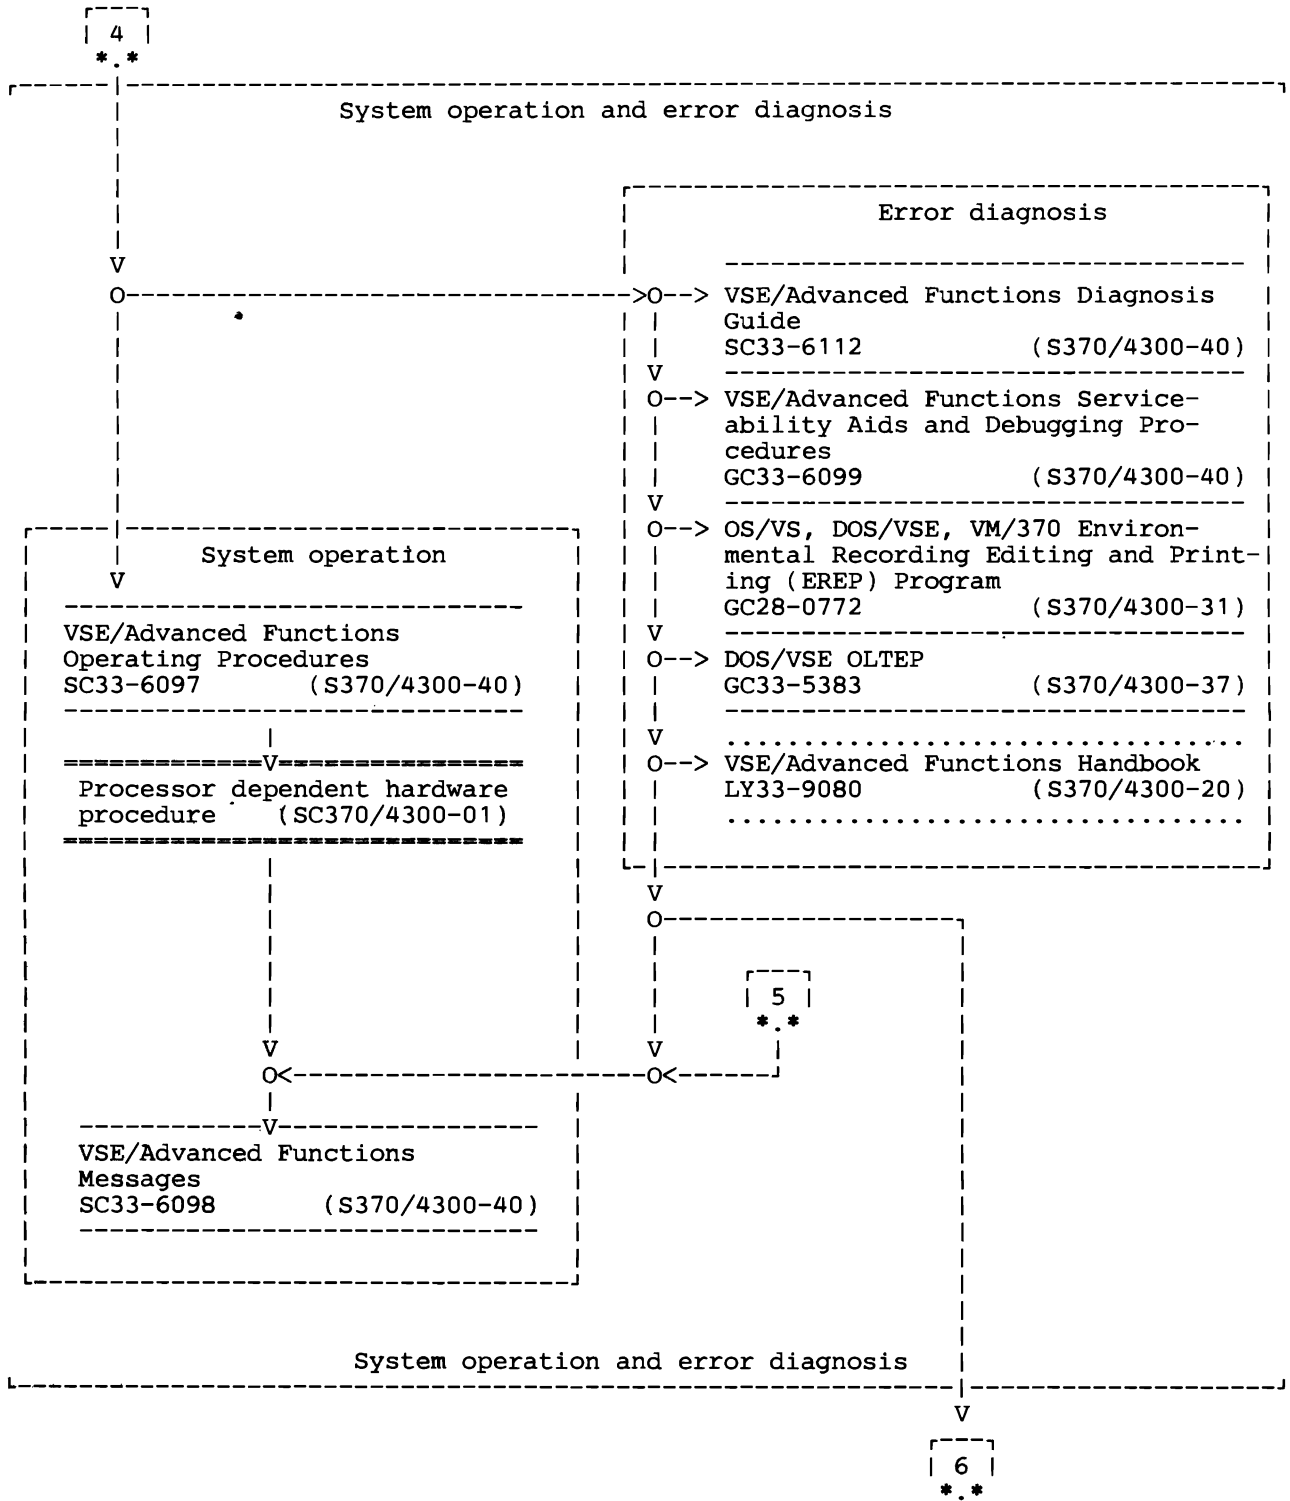 4
System operation and error diagnosis
Error diagnosis
VSE/Advanced Functions Diagnosis
Guide
SC33-6112 (S370/4300-40)
VSE/Advanced Functions Service-
ability Aids and Debugging Pro-
cedures
GC33-6099 (S370/4300-40)
OS/VS, DOS/VSE, VM/370 Environ-
mental Recording Editing and Print-
ing (EREP) Program
GC28-0772 (S370/4300-31)
DOS/VSE OLTEP
GC33-5383 (S370/4300-37)
VSE/Advanced Functions Handbook
LY33-9080 (S370/4300-20)
System operation
VSE/Advanced Functions
Operating Procedures
SC33-6097 (S370/4300-40)
Processor dependent hardware
procedure (SC370/4300-01)
5
VSE/Advanced Functions
Messages
SC33-6098 (S370/4300-40)
System operation and error diagnosis
6